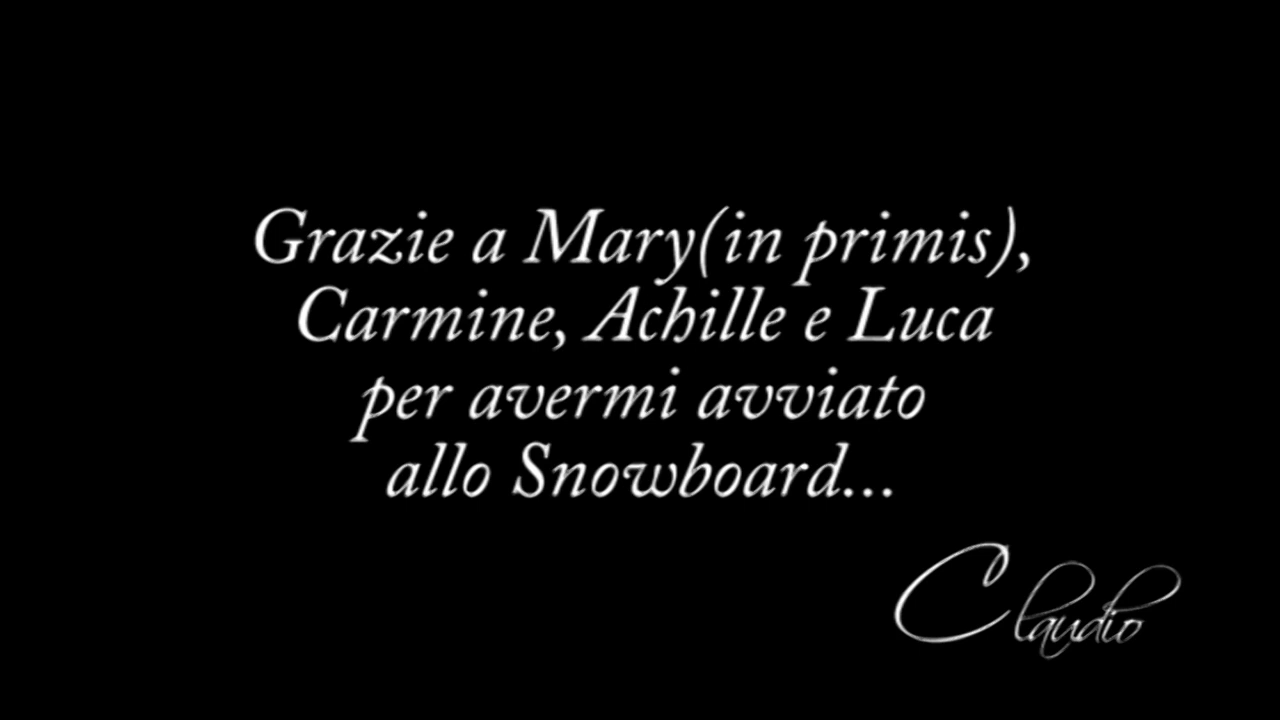 Grazie a Mary(in primis),
Carmine, Achille e Luca
per avermi avviato
allo Snowboard...
Claudio